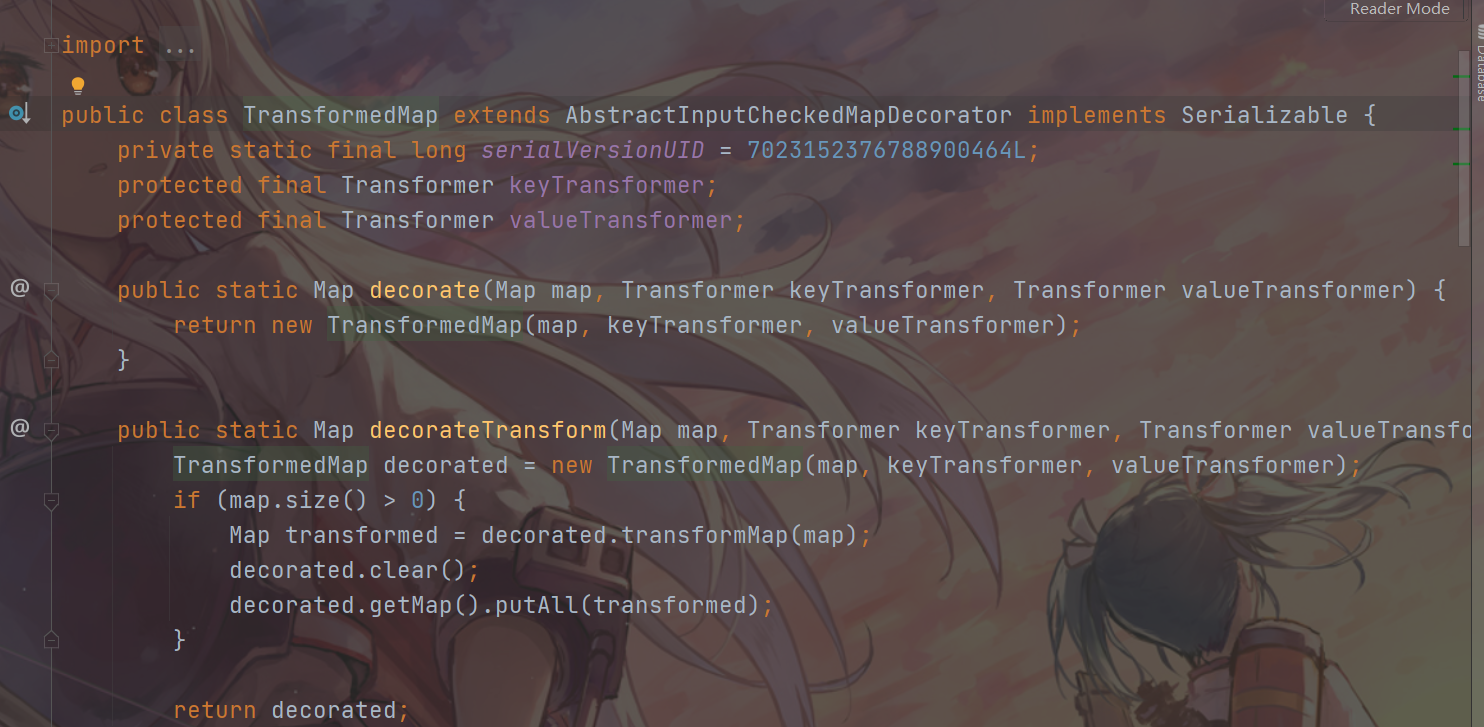 Reader Mode
import ...
Database
public class TransformedMap extends AbstractInputCheckedMapDecorator implements Serializable {
    private static final long serialVersionUID = 7023152376788900464L;
    protected final Transformer keyTransformer;
    protected final Transformer valueTransformer;
@
    public static Map decorate(Map map, Transformer keyTransformer, Transformer valueTransformer) {
        return new TransformedMap(map, keyTransformer, valueTransformer);
    }
@
    public static Map decorateTransform(Map map, Transformer keyTransformer, Transformer valueTransfo
        TransformedMap decorated = new TransformedMap(map, keyTransformer, valueTransformer);
        if (map.size() > 0) {
            Map transformed = decorated.transformMap(map);
            decorated.clear();
            decorated.getMap().putAll(transformed);
        }
        return decorated;